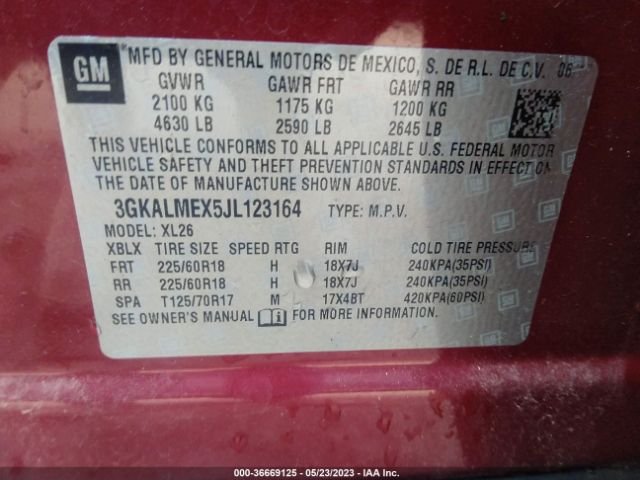 GM
MFD BY GENERAL MOTORS DE MEXICO, S. DE R.L. DE C.V. 06
GVWR GAWR FRT GAWR RR
2100 KG 1175 KG 1200 KG
4630 LB 2590 LB 2645 LB
THIS VEHICLE CONFORMS TO ALL APPLICABLE U.S. FEDERAL MOTOR
VEHICLE SAFETY AND THEFT PREVENTION STANDARDS IN EFFECT ON
THE DATE OF MANUFACTURE SHOWN ABOVE.
3GKALMEX5JL123164 TYPE: M.P.V.
MODEL: XL26
XBLX TIRE SIZE SPEED RTG RIM COLD TIRE PRESSURE
FRT 225/60R18 H 18X7J 240KPA(35PSI)
RR 225/60R18 H 18X7J 240KPA(35PSI)
SPA T125/70R17 M 17X4BT 420KPA(60PSI)
SEE OWNER'S MANUAL FOR MORE INFORMATION.
000-36669125 - 05/23/2023 - IAA Inc.